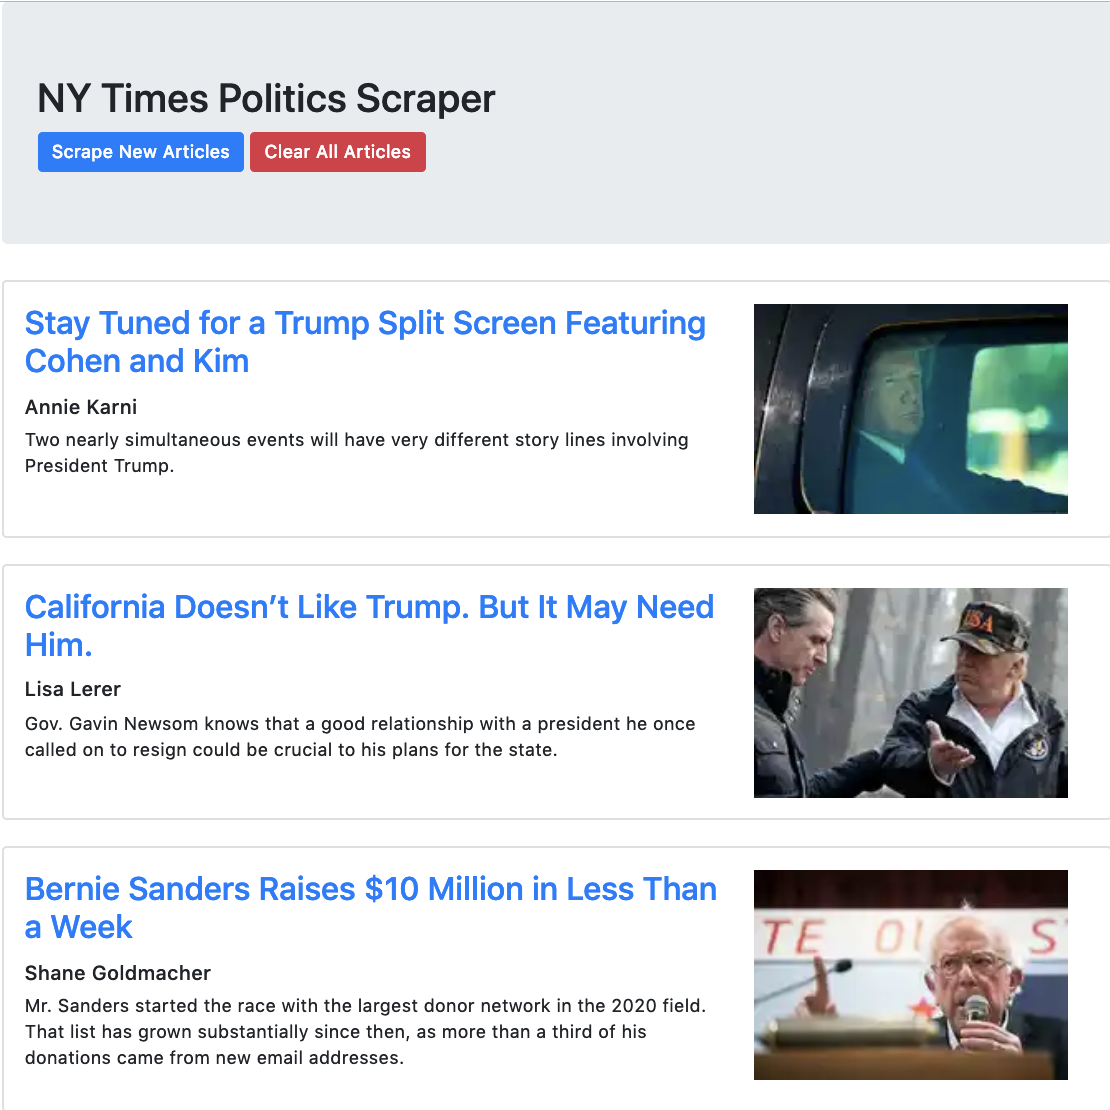 NY Times Politics Scraper
Scrape New Articles Clear All Articles
Stay Tuned for a Trump Split Screen Featuring
Cohen and Kim
Annie Karni
Two nearly simultaneous events will have very different story lines involving
President Trump.
California Doesn’t Like Trump. But It May Need
Him.
USA
Lisa Lerer
Gov. Gavin Newsom knows that a good relationship with a president he once
called on to resign could be crucial to his plans for the state.
Bernie Sanders Raises $10 Million in Less Than
a Week
TE OU ST
Shane Goldmacher
Mr. Sanders started the race with the largest donor network in the 2020 field.
That list has grown substantially since then, as more than a third of his
donations came from new email addresses.